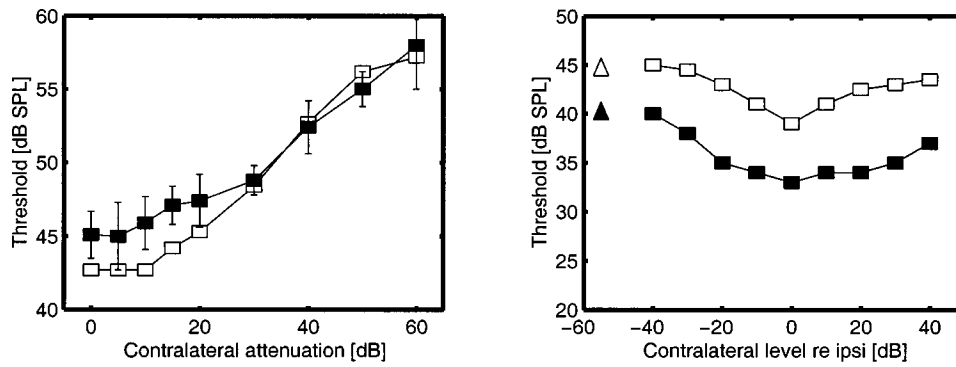 60
55
50
45
40
Threshold [dB SPL]
0 20 40 60
Contralateral attenuation [dB]
50
45
40
35
30
25
20
Threshold [dB SPL]
-60 -40 -20 0 20 40
Contralateral level re ipsi [dB]